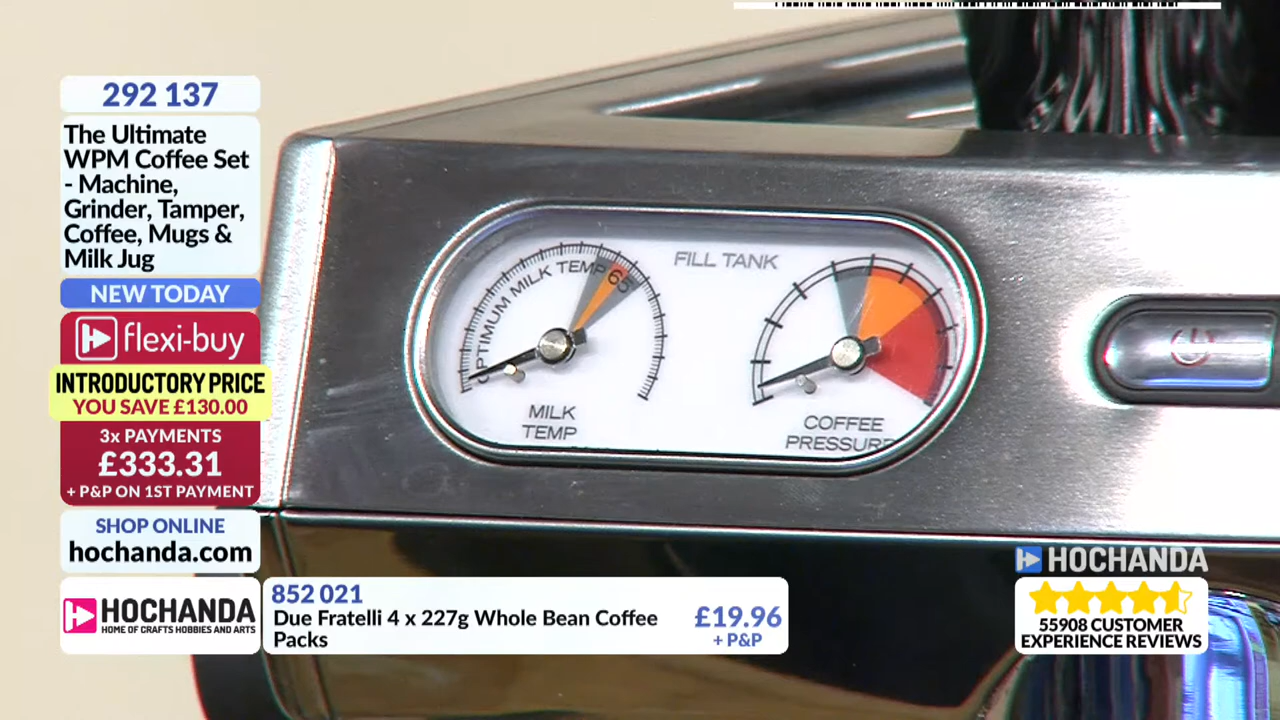 292 137
The Ultimate
WPM Coffee Set
- Machine,
Grinder, Tamper,
Coffee, Mugs &
Milk Jug
NEW TODAY
flexi-buy
INTRODUCTORY PRICE
YOU SAVE £130.00
3x PAYMENTS
£333.31
+ P&P ON 1ST PAYMENT
SHOP ONLINE
hochanda.com
HOCHANDA
HOME OF CRAFTS HOBBIES AND ARTS
852 021
Due Fratelli 4 x 227g Whole Bean Coffee
Packs
£19.96
+ P&P
OPTIMUM MILK TEMP 65
MILK
TEMP
FILL TANK
COFFEE
PRESSURE
HOCHANDA
55908 CUSTOMER
EXPERIENCE REVIEWS